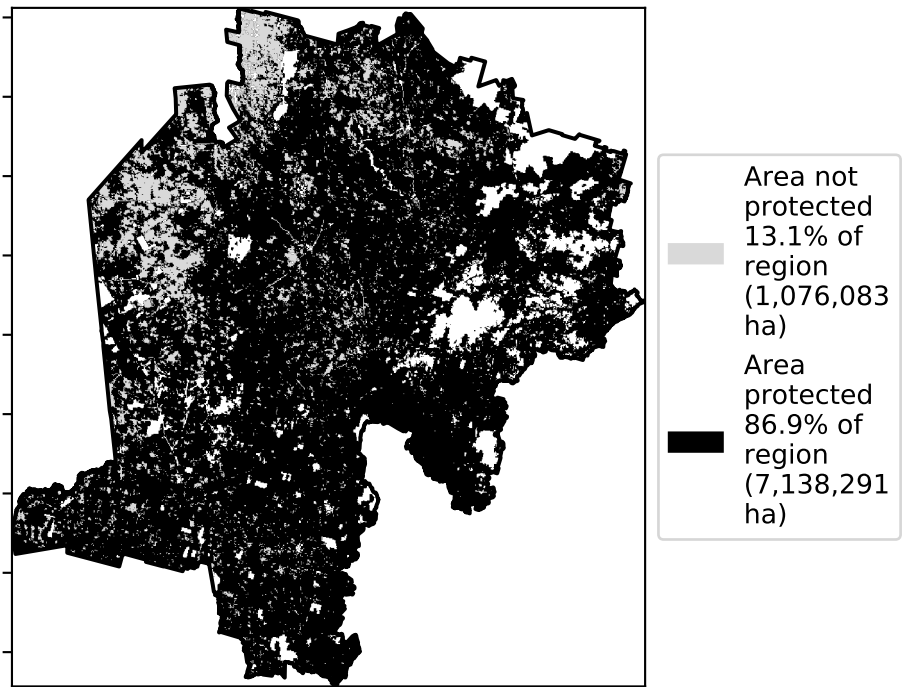 Area not
protected
13.1% of
region
(1,076,083
ha)
Area
protected
86.9% of
region
(7,138,291
ha)